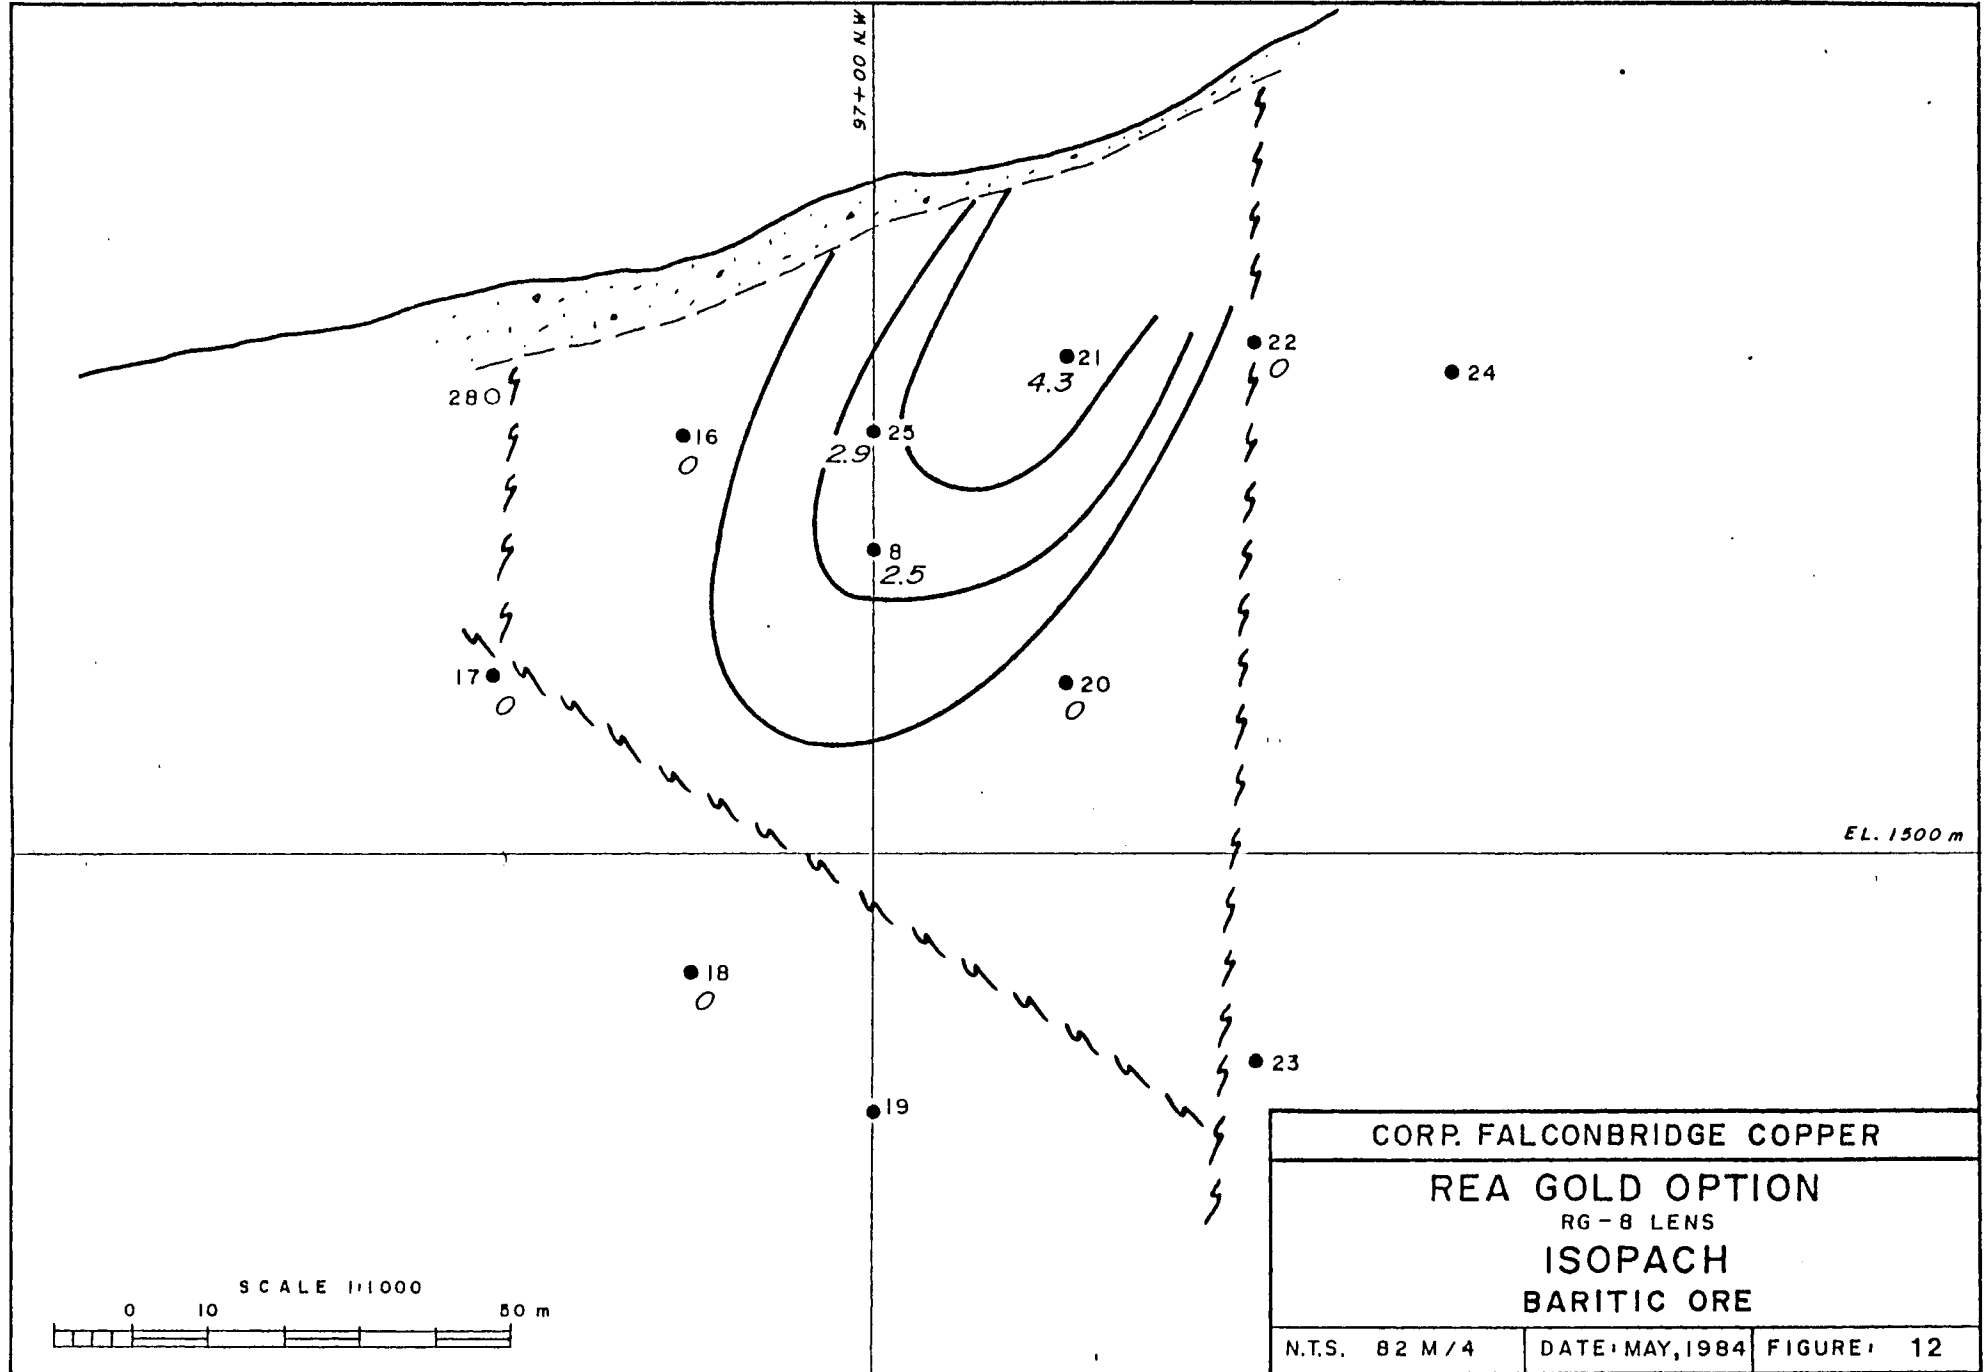 97+00 N.W
22
0
21
4.3
24
28 O
16
0
25
2.9
8
2.5
17
0
20
0
EL. 1500 m
18
0
23
19
CORP. FALCONBRIDGE COPPER
REA GOLD OPTION
RG-8 LENS
ISOPACH
BARITIC ORE
N.T.S. 82 M/4 DATE: MAY, 1984 FIGURE: 12
SCALE 1:1000
0 10 50 m